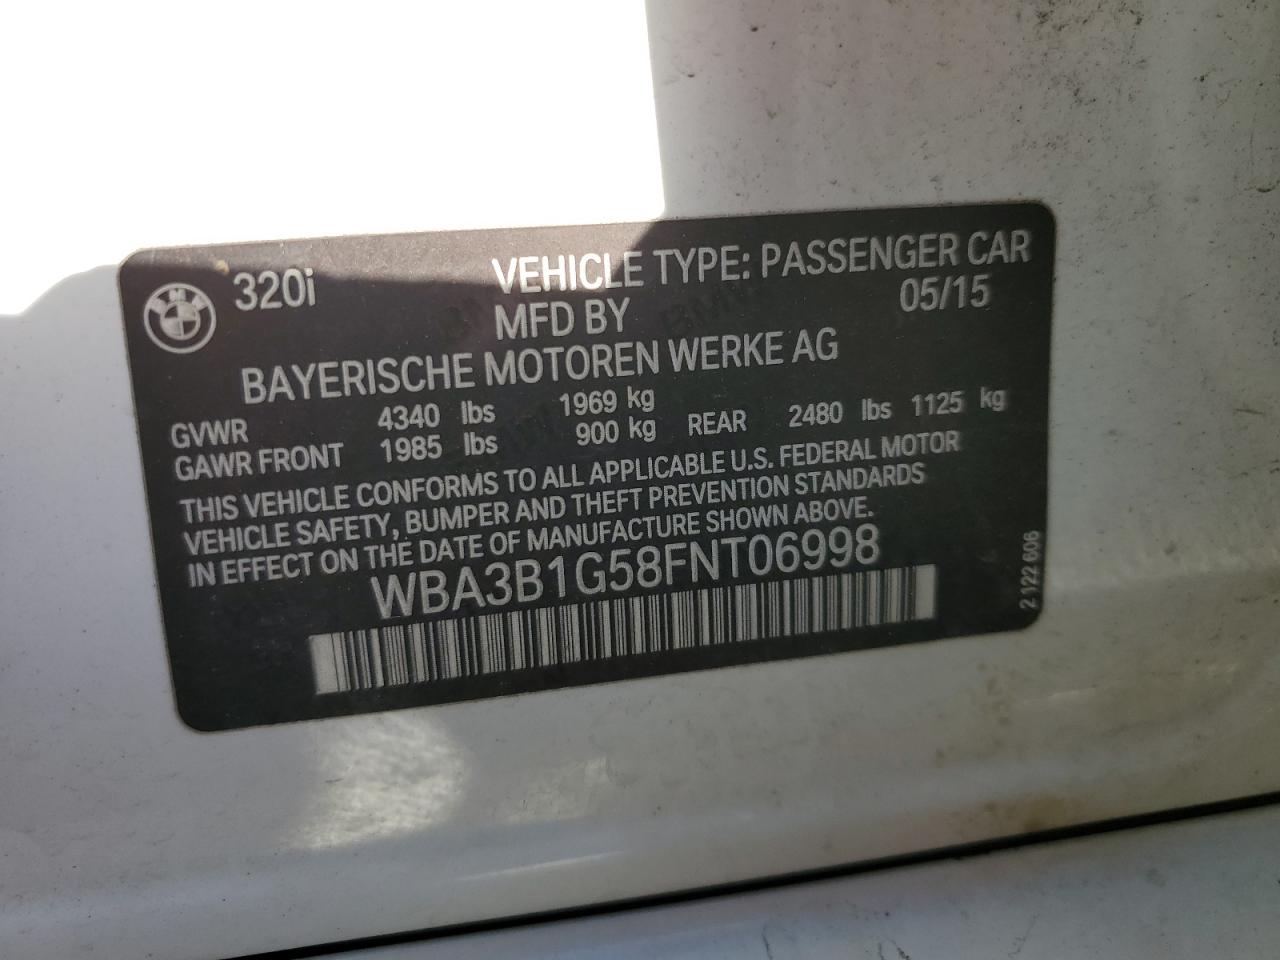 BMW 320i VEHICLE TYPE: PASSENGER CAR
MFD BY 05/15
BAYERISCHE MOTOREN WERKE AG
GVWR 4340 lbs 1969 kg
GAWR FRONT 1985 lbs 900 kg REAR 2480 lbs 1125 kg
THIS VEHICLE CONFORMS TO ALL APPLICABLE U.S. FEDERAL MOTOR
VEHICLE SAFETY, BUMPER AND THEFT PREVENTION STANDARDS
IN EFFECT ON THE DATE OF MANUFACTURE SHOWN ABOVE.
WBA3B1G58FNT06998
2 122 606